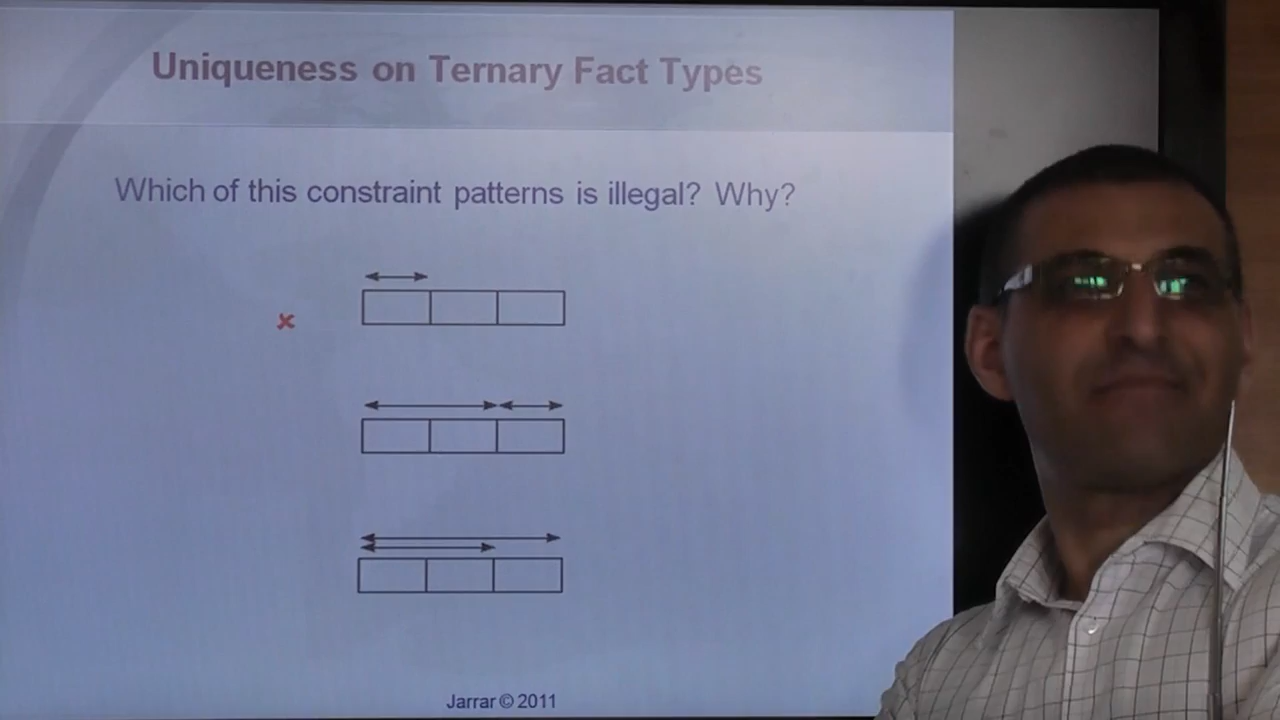 Uniqueness on Ternary Fact Types
Which of this constraint patterns is illegal? Why?
Jarrar © 2011